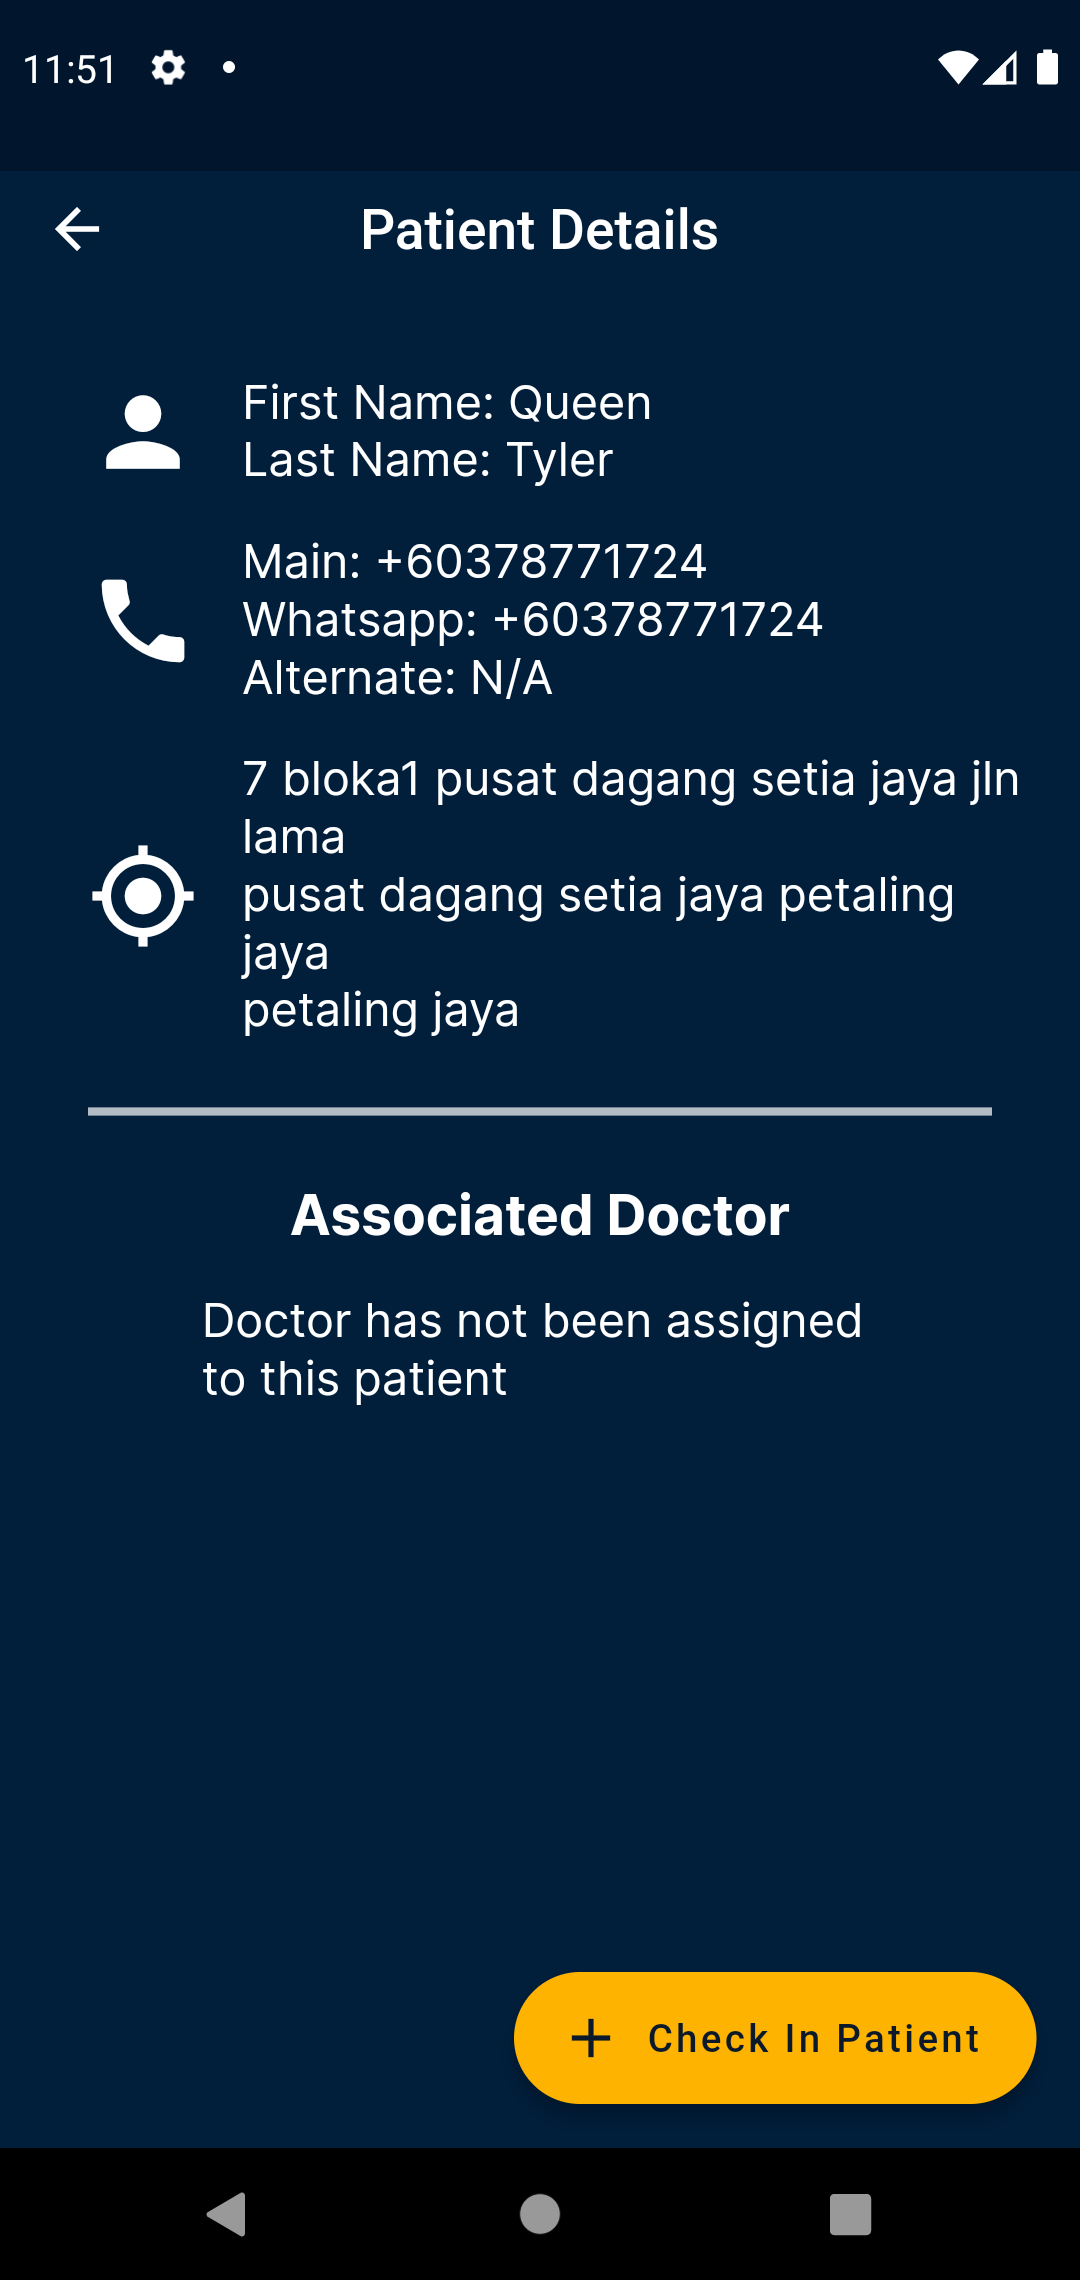 11:51
Patient Details
First Name: Queen
Last Name: Tyler
Main: +60378771724
Whatsapp: +60378771724
Alternate: N/A
7 bloka1 pusat dagang setia jaya jln
lama
pusat dagang setia jaya petaling
jaya
petaling jaya
Associated Doctor
Doctor has not been assigned
to this patient
Check In Patient